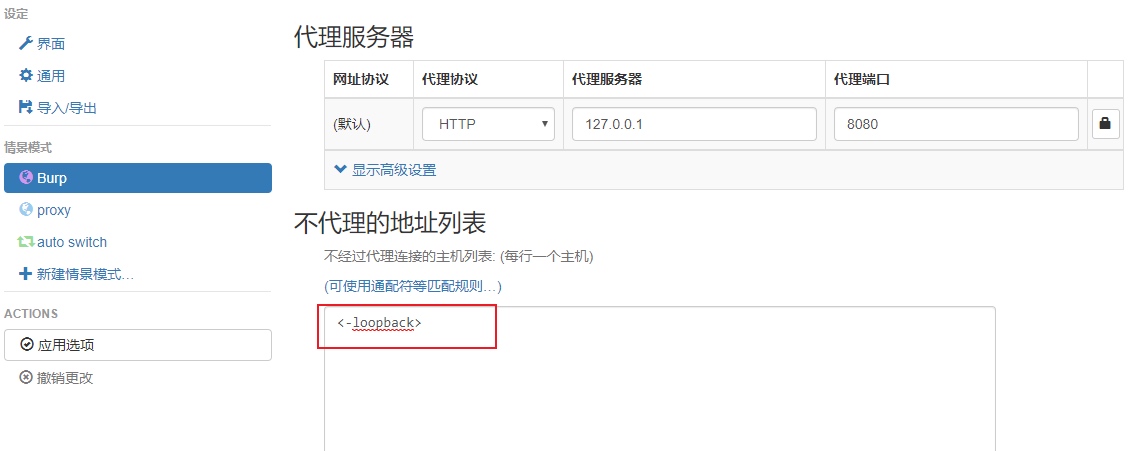 设定
界面
通用
导入/导出
情景模式
Burp
proxy
auto switch
新建情景模式…
ACTIONS
应用选项
撤销更改
代理服务器
网址协议 代理协议 代理服务器 代理端口
(默认) HTTP 127.0.0.1 8080
显示高级设置
不代理的地址列表
不经过代理连接的主机列表: (每行一个主机)
(可使用通配符等匹配规则…)
<-loopback>